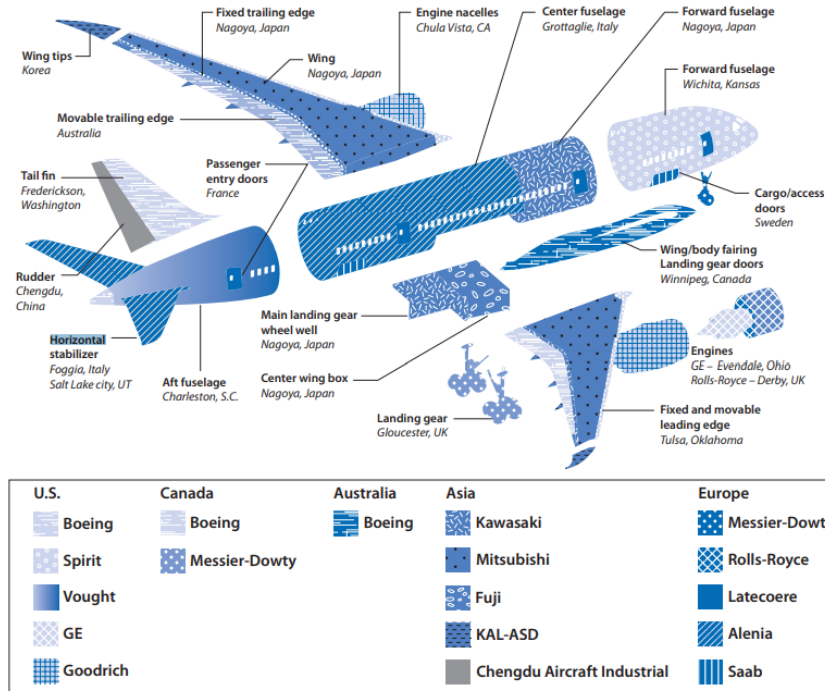 Wing tips
Korea
Fixed trailing edge
Nagoya, Japan
Wing
Nagoya, Japan
Engine nacelles
Chula Vista, CA
Center fuselage
Grottaglie, Italy
Forward fuselage
Nagoya, Japan
Forward fuselage
Wichita, Kansas
Movable trailing edge
Australia
Passenger
entry doors
France
Tail fin
Frederickson,
Washington
Cargo/access
doors
Sweden
Wing/body fairing
Landing gear doors
Winnipeg, Canada
Rudder
Chengdu,
China
Horizontal
stabilizer
Foggia, Italy
Salt Lake city, UT
Aft fuselage
Charleston, S.C.
Main landing gear
wheel well
Nagoya, Japan
Center wing box
Nagoya, Japan
Landing gear
Gloucester, UK
Engines
GE – Evendale, Ohio
Rolls-Royce – Derby, UK
Fixed and movable
leading edge
Tulsa, Oklahoma
U.S.
Boeing
Spirit
Vought
GE
Goodrich
Canada
Boeing
Messier-Dowty
Australia
Boeing
Asia
Kawasaki
Mitsubishi
Fuji
KAL-ASD
Chengdu Aircraft Industrial
Europe
Messier-Dowt
Rolls-Royce
Latecoere
Alenia
Saab